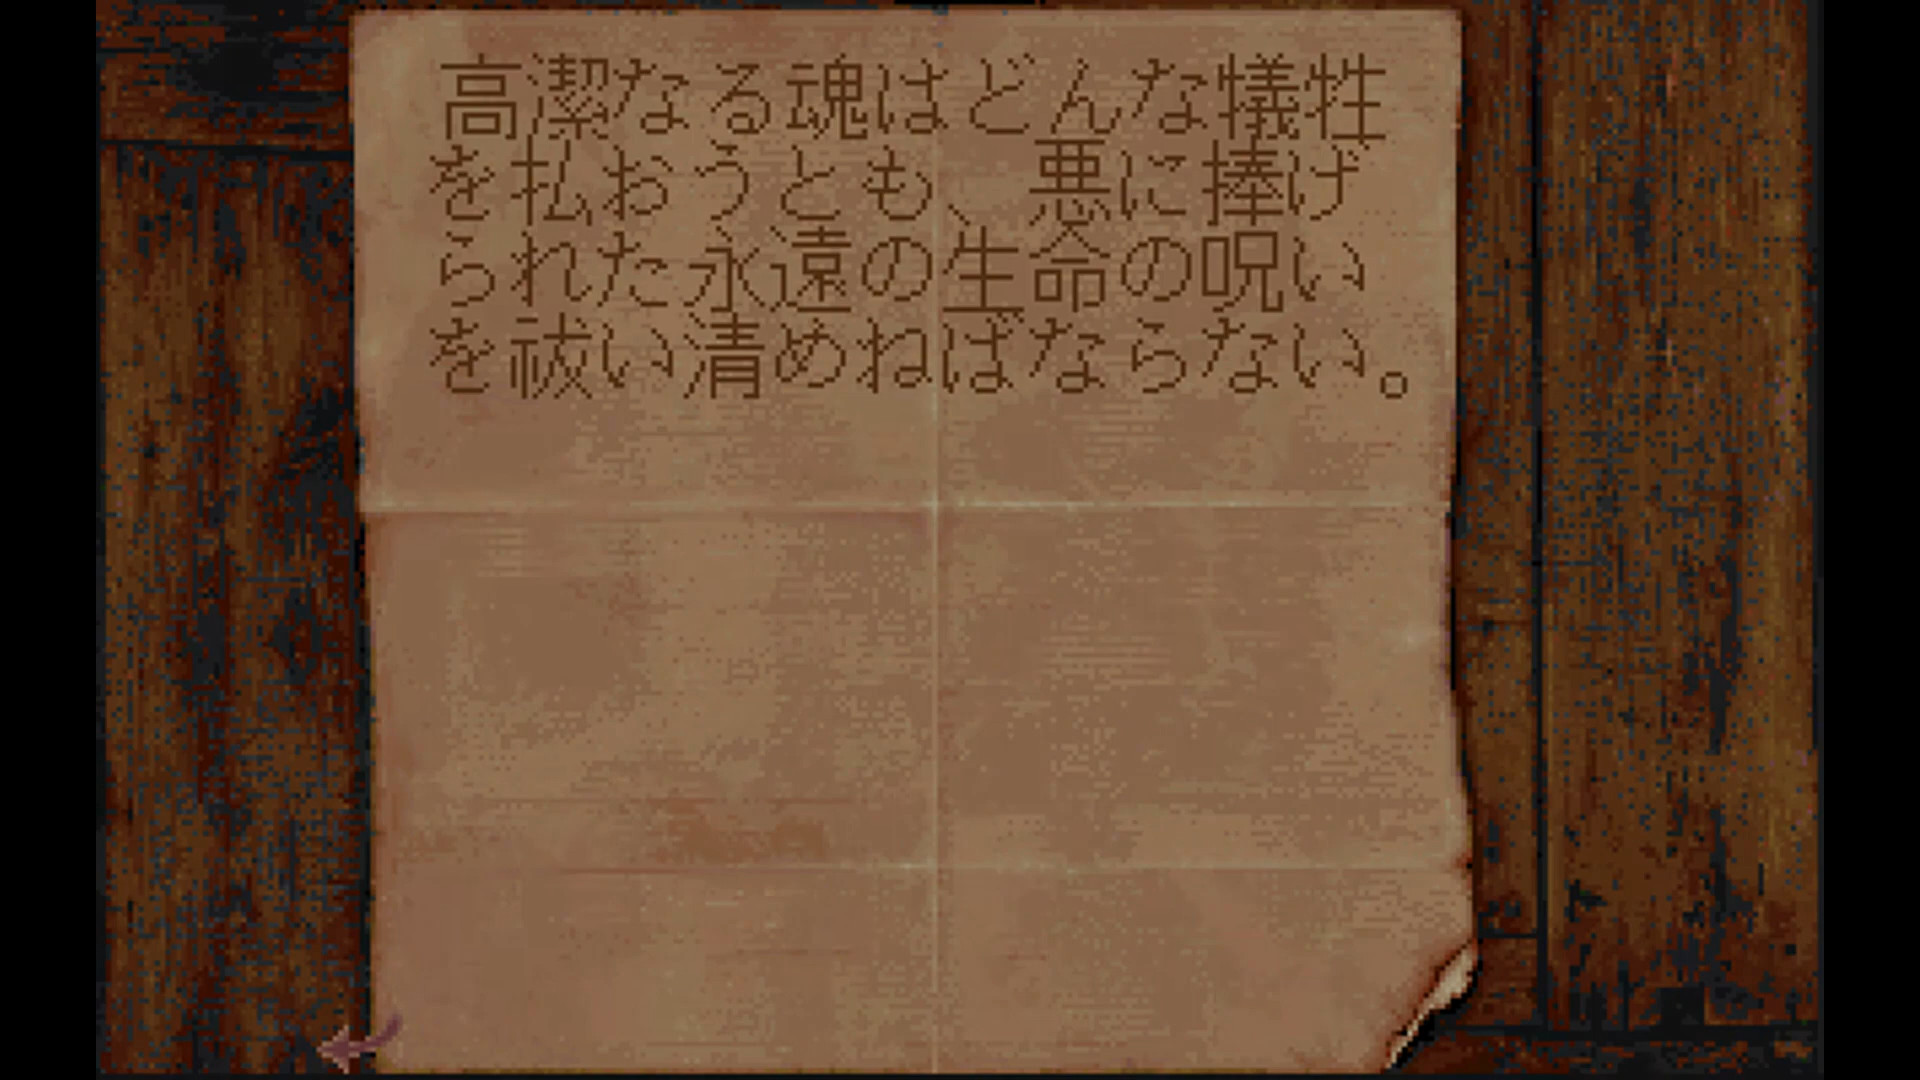 高潔なる魂はどんな犠牲
を払おうとも、悪に捧げ
られた永遠の生命の呪い
を祓い清めねばならない。